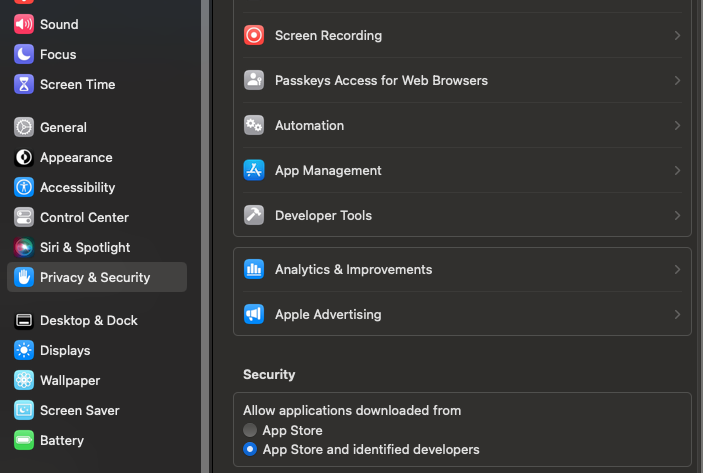 Sound
Focus
Screen Time
General
Appearance
Accessibility
Control Center
Siri & Spotlight
Privacy & Security
Desktop & Dock
Displays
Wallpaper
Screen Saver
Battery
Screen Recording
Passkeys Access for Web Browsers
Automation
App Management
Developer Tools
Analytics & Improvements
Apple Advertising
Security
Allow applications downloaded from
App Store
App Store and identified developers